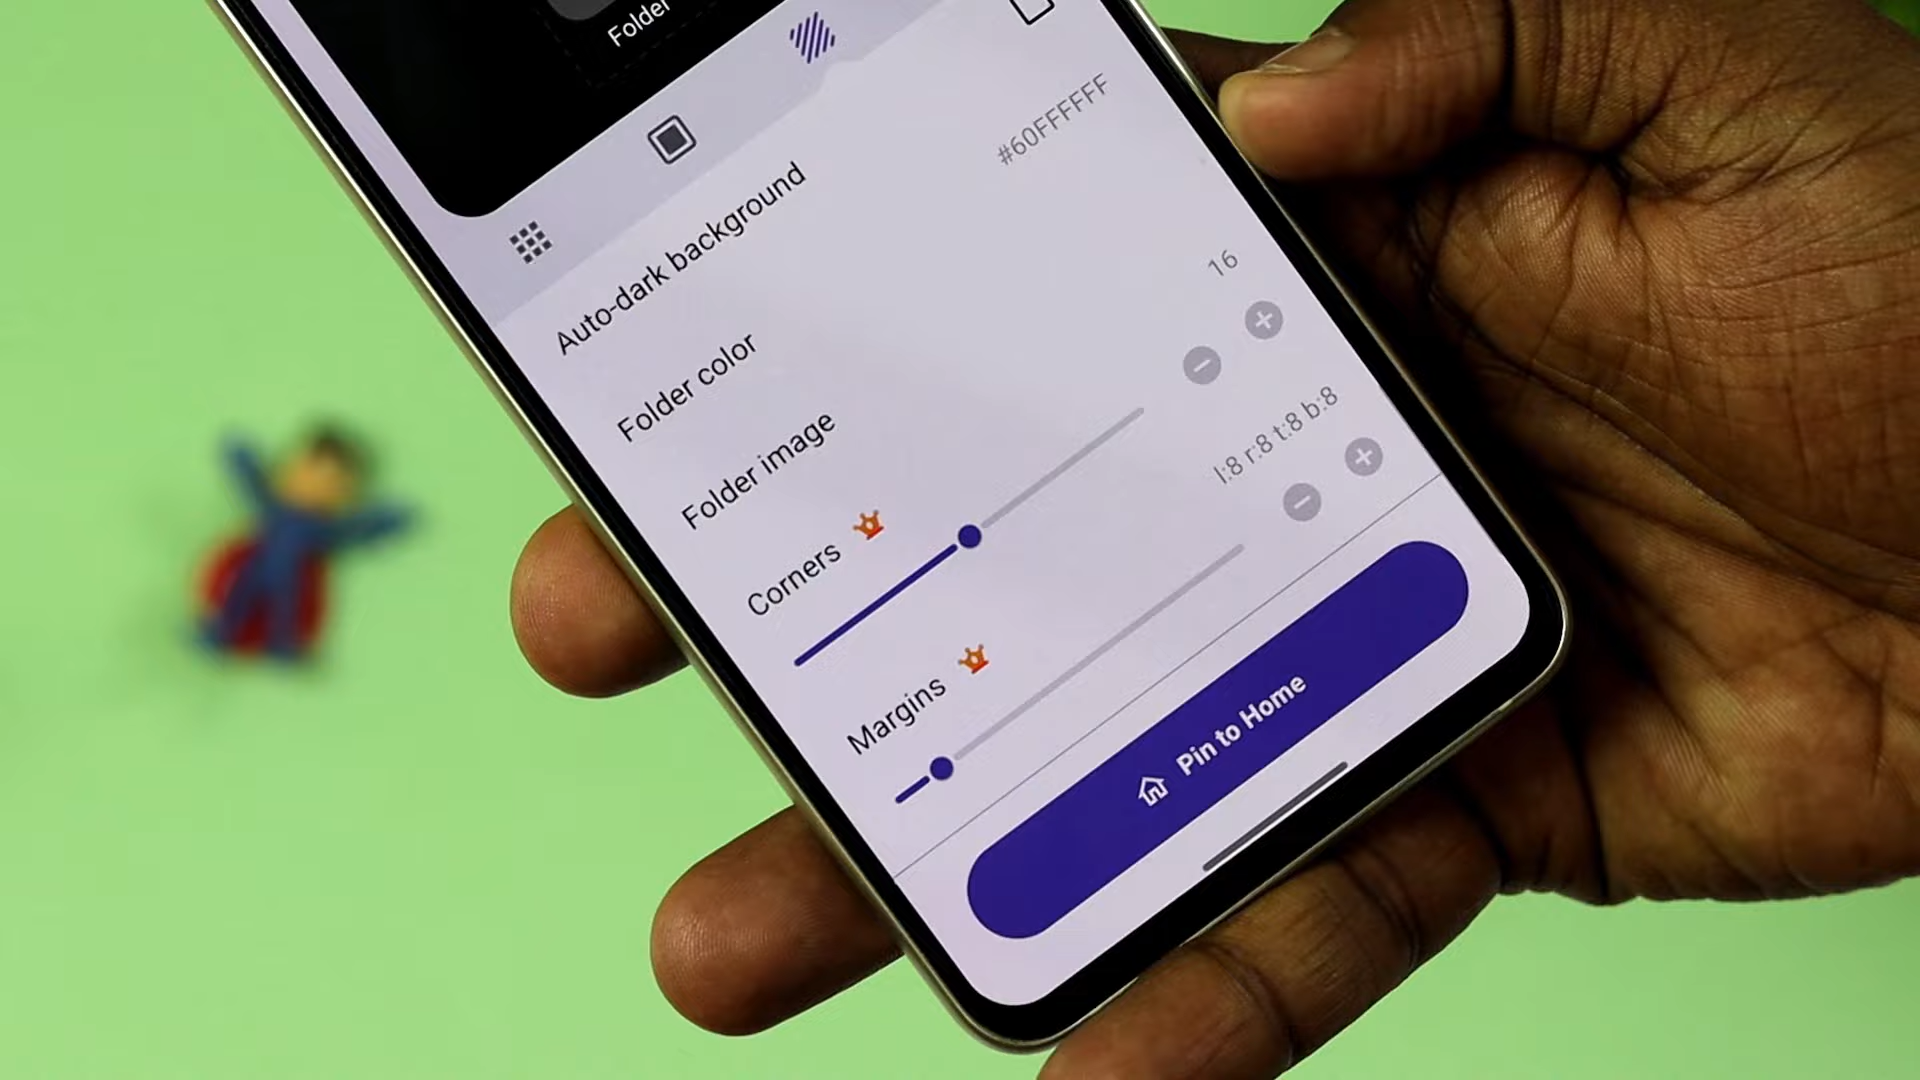 Folder
Auto-dark background
Folder color
#60FFFFFF
Folder image
Corners
16
Margins
l:8 r:8 t:8 b:8
Pin to Home